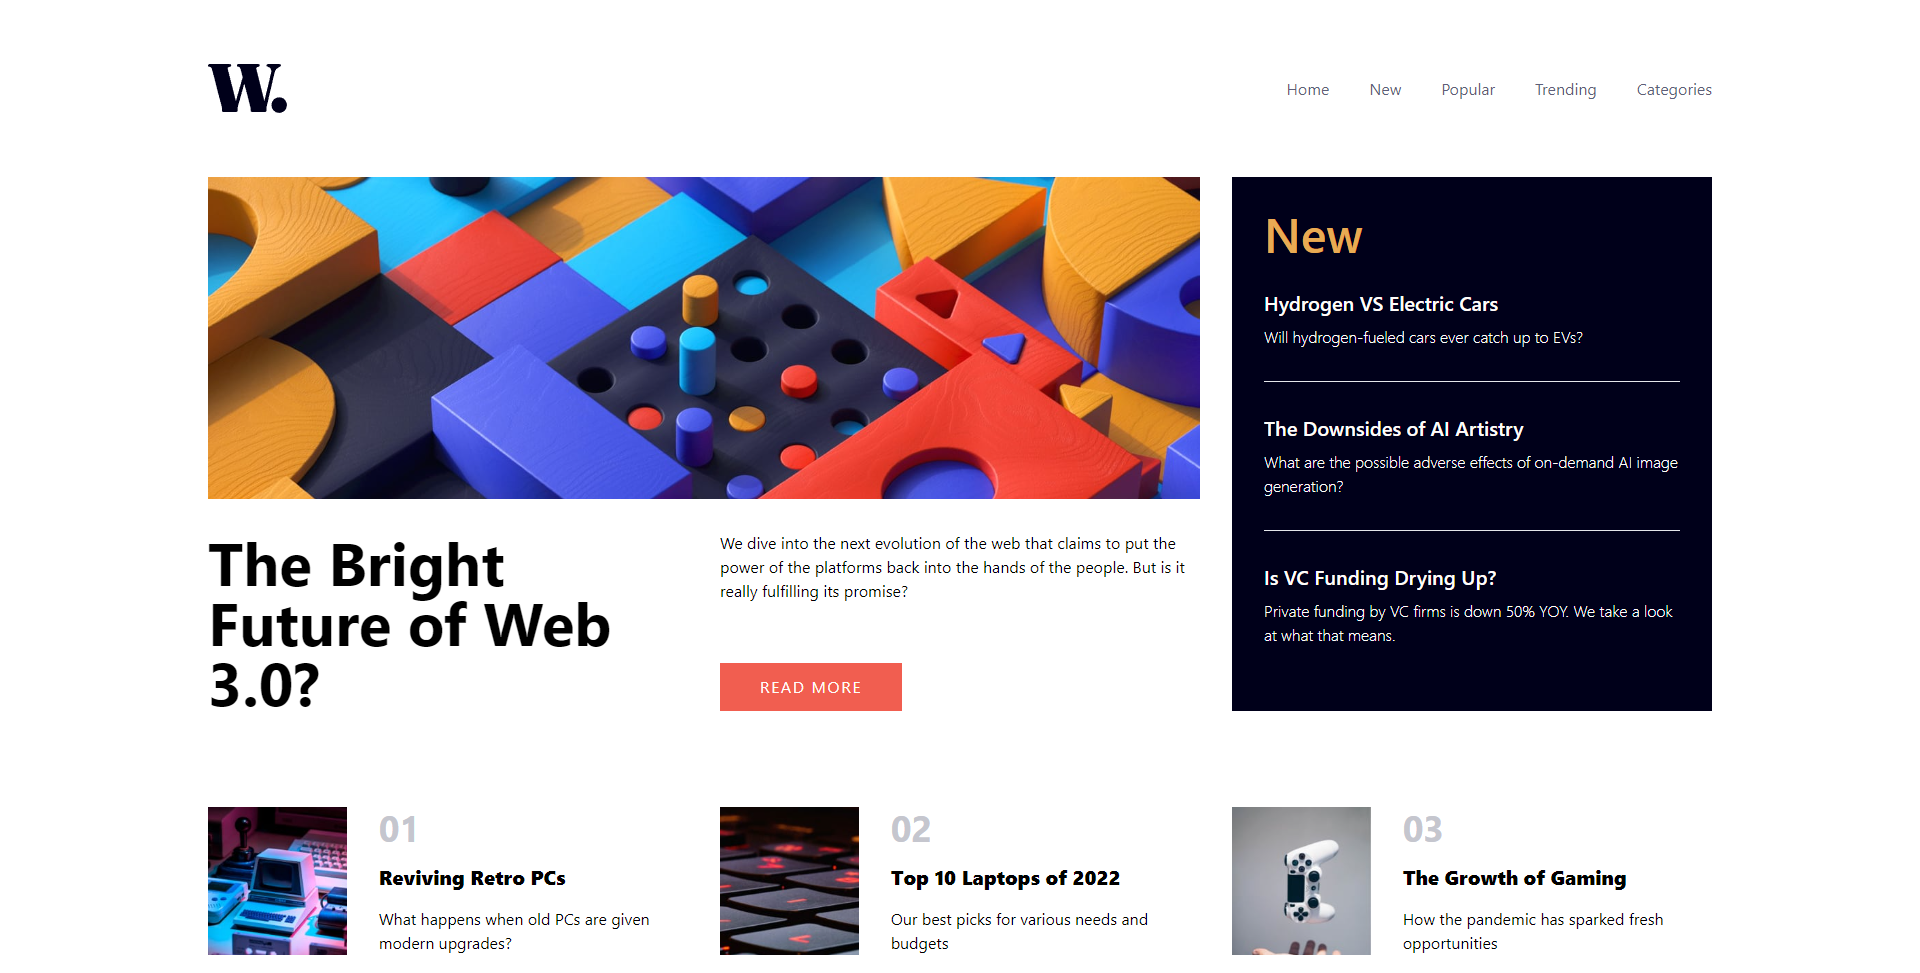 W.
Home New Popular Trending Categories
New
Hydrogen VS Electric Cars
Will hydrogen-fueled cars ever catch up to EVs?
The Downsides of AI Artistry
What are the possible adverse effects of on-demand AI image
generation?
Is VC Funding Drying Up?
Private funding by VC firms is down 50% YOY. We take a look
at what that means.
The Bright
Future of Web
3.0?
We dive into the next evolution of the web that claims to put the
power of the platforms back into the hands of the people. But is it
really fulfilling its promise?
READ MORE
01
Reviving Retro PCs
What happens when old PCs are given
modern upgrades?
02
Top 10 Laptops of 2022
Our best picks for various needs and
budgets
03
The Growth of Gaming
How the pandemic has sparked fresh
opportunities